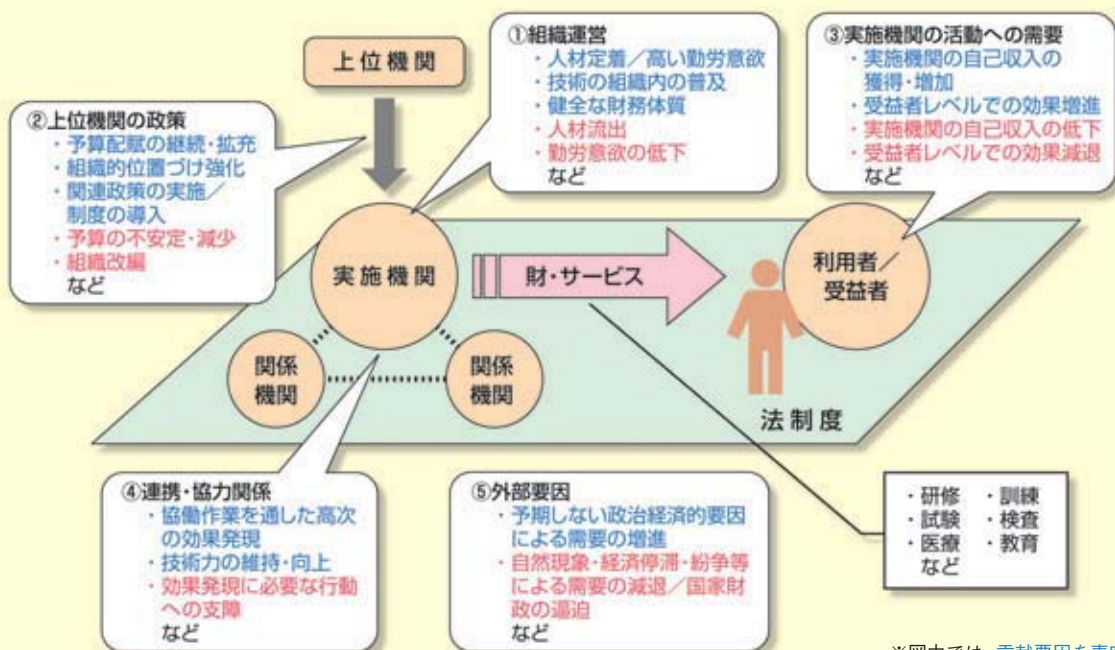 上位機関
①組織運営
・人材定着／高い勤労意欲
・技術の組織内の普及
・健全な財務体質
・人材流出
・勤労意欲の低下
など
③実施機関の活動への需要
・実施機関の自己収入の
獲得・増加
・受益者レベルでの効果増進
・実施機関の自己収入の低下
・受益者レベルでの効果減退
など
②上位機関の政策
・予算配賦の継続・拡充
・組織的位置づけ強化
・関連政策の実施／
制度の導入
・予算の不安定・減少
・組織改編
など
実施機関
財・サービス
利用者／
受益者
関係
機関
関係
機関
法制度
④連携・協力関係
・協働作業を通した高次
の効果発現
・技術力の維持・向上
・効果発現に必要な行動
への支障
など
⑤外部要因
・予期しない政治経済的要因
による需要の増進
・自然現象・経済停滞・紛争等
による需要の減退／国家財
政の逼迫
など
・研修 ・訓練
・試験 ・検査
・医療 ・教育
など
※図中では、貢献要因を青